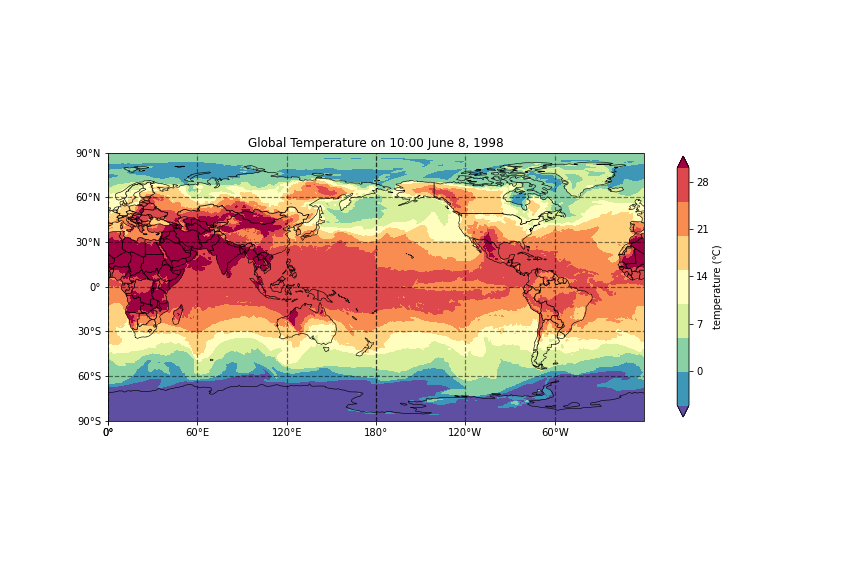 Global Temperature on 10:00 June 8, 1998
90°N
60°N
30°N
0°
30°S
60°S
90°S
0°
60°E
120°E
180°
120°W
60°W
28
21
14
7
0
temperature (℃)